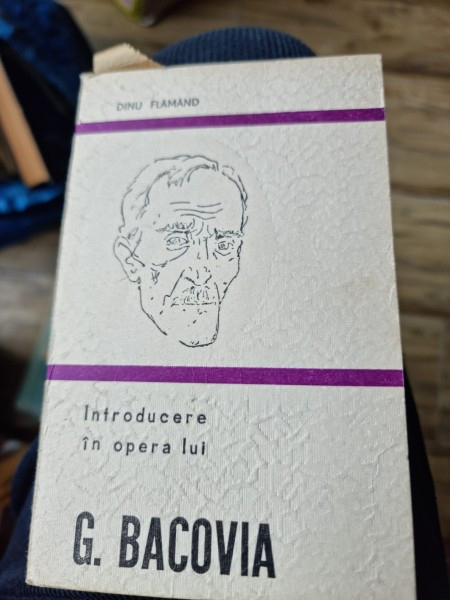 DINU FLĂMÂND
Introducere
în opera lui
G. BACOVIA